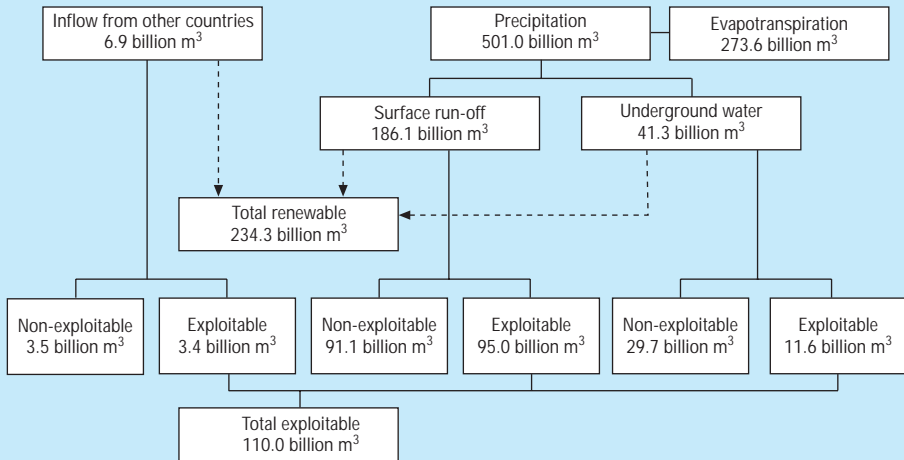 Inflow from other countries
6.9 billion m³
Precipitation
501.0 billion m³
Evapotranspiration
273.6 billion m³
Surface run-off
186.1 billion m³
Underground water
41.3 billion m³
Total renewable
234.3 billion m³
Non-exploitable
3.5 billion m³
Exploitable
3.4 billion m³
Non-exploitable
91.1 billion m³
Exploitable
95.0 billion m³
Non-exploitable
29.7 billion m³
Exploitable
11.6 billion m³
Total exploitable
110.0 billion m³